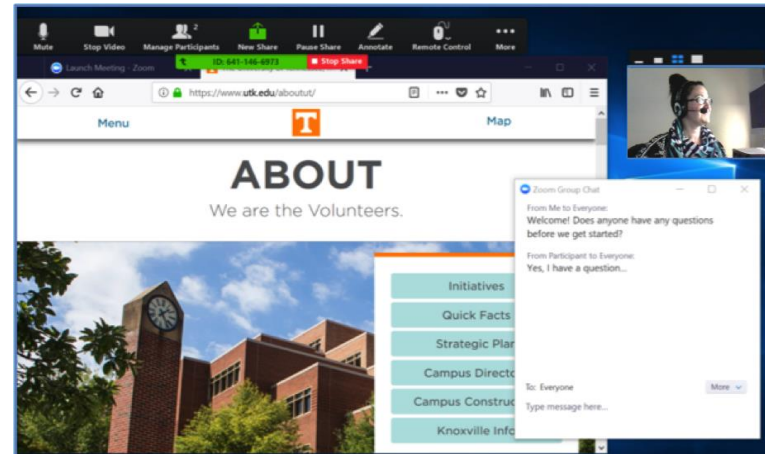 2
Mute Stop Video Manage Participants New Share Pause Share Annotate Remote Control More
ID: 641-146-6973 Stop Share
Launch Meeting - Zoom
https://www.utk.edu/aboutut/
Menu T Map
ABOUT
We are the Volunteers.
Initiatives
Quick Facts
Strategic Plan
Campus Directo
Campus Construc
Knoxville Info
Zoom Group Chat
From Me to Everyone:
Welcome! Does anyone have any questions
before we get started?
From Participant to Everyone:
Yes, I have a question...
To: Everyone More
Type message here...